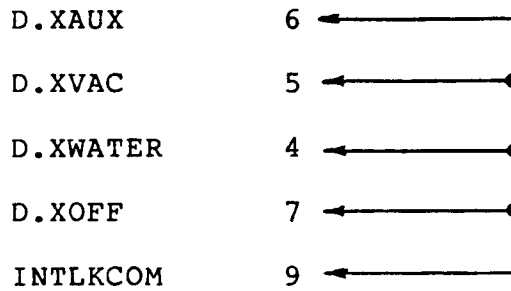 D.XAUX 6
D.XVAC 5
D.XWATER 4
D.XOFF 7
INTLKCOM 9